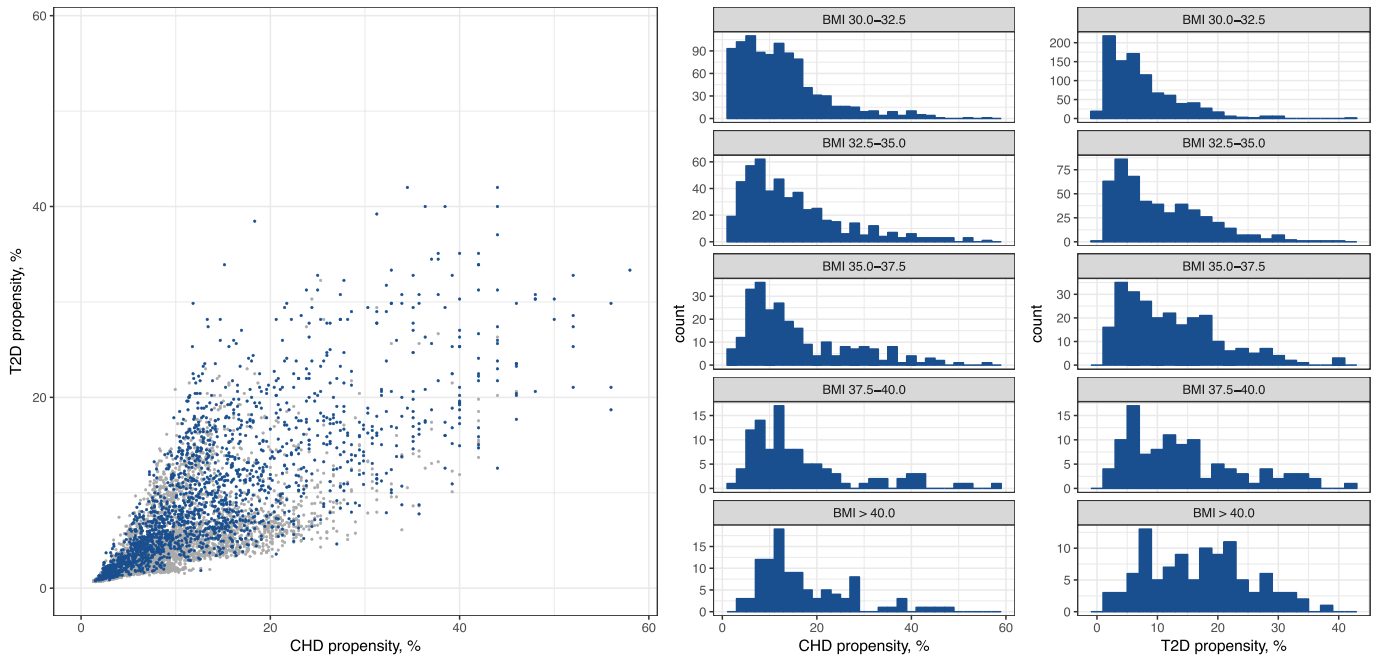 60
40
20
0
T2D propensity, %
0 20 40 60
CHD propensity, %
BMI 30.0–32.5
90
60
30
0
BMI 32.5–35.0
60
40
20
0
BMI 35.0–37.5
30
20
10
0
BMI 37.5–40.0
15
10
5
0
BMI > 40.0
15
10
5
0
count
0 20 40 60
CHD propensity, %
BMI 30.0–32.5
200
150
100
50
0
BMI 32.5–35.0
75
50
25
0
BMI 35.0–37.5
30
20
10
0
BMI 37.5–40.0
15
10
5
0
BMI > 40.0
10
5
0
count
0 10 20 30 40
T2D propensity, %